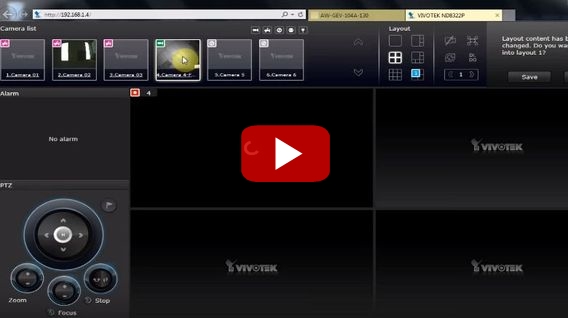 http://192.168.1.4/
AW-GEV-104A-130
VIVOTEK ND8322P
Camera list
Layout
Layout content has b
changed. Do you wa
into layout 1?
1
Save
1.Camera 01
2.Camera 02
3.Camera 03
4.Camera 4-F
5.Camera 5
6.Camera 6
Alarm
4
No alarm
VIVOTEK
PTZ
Zoom
Stop
Focus
VIVOTEK
VIVOTEK